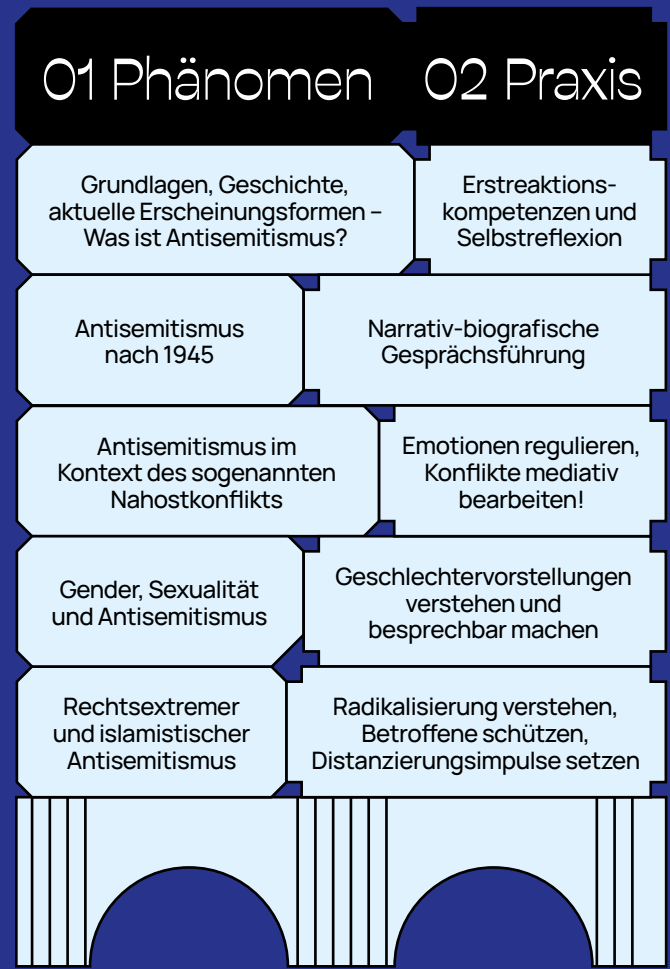 01 Phänomen
02 Praxis
Grundlagen, Geschichte,
aktuelle Erscheinungsformen –
Was ist Antisemitismus?
Erstreaktions-
kompetenzen und
Selbstreflexion
Antisemitismus
nach 1945
Narrativ-biografische
Gesprächsführung
Antisemitismus im
Kontext des sogenannten
Nahostkonflikts
Emotionen regulieren,
Konflikte mediativ
bearbeiten!
Gender, Sexualität
und Antisemitismus
Geschlechtervorstellungen
verstehen und
besprechbar machen
Rechtsextremer
und islamistischer
Antisemitismus
Radikalisierung verstehen,
Betroffene schützen,
Distanzierungsimpulse setzen